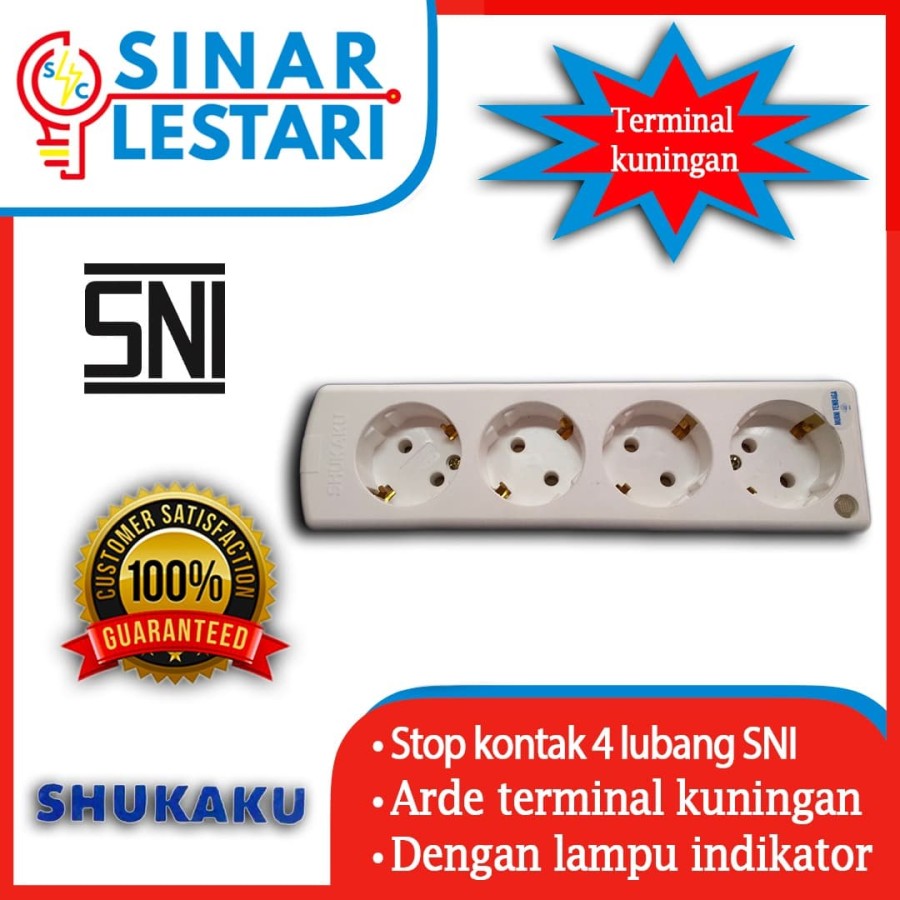 S
C
SINAR
LESTARI
Terminal
kuningan
SNI
SHUKAKU
CUSTOMER SATISFACTION
100%
GUARANTEED
SHUKAKU
• Stop kontak 4 lubang SNI
• Arde terminal kuningan
• Dengan lampu indikator